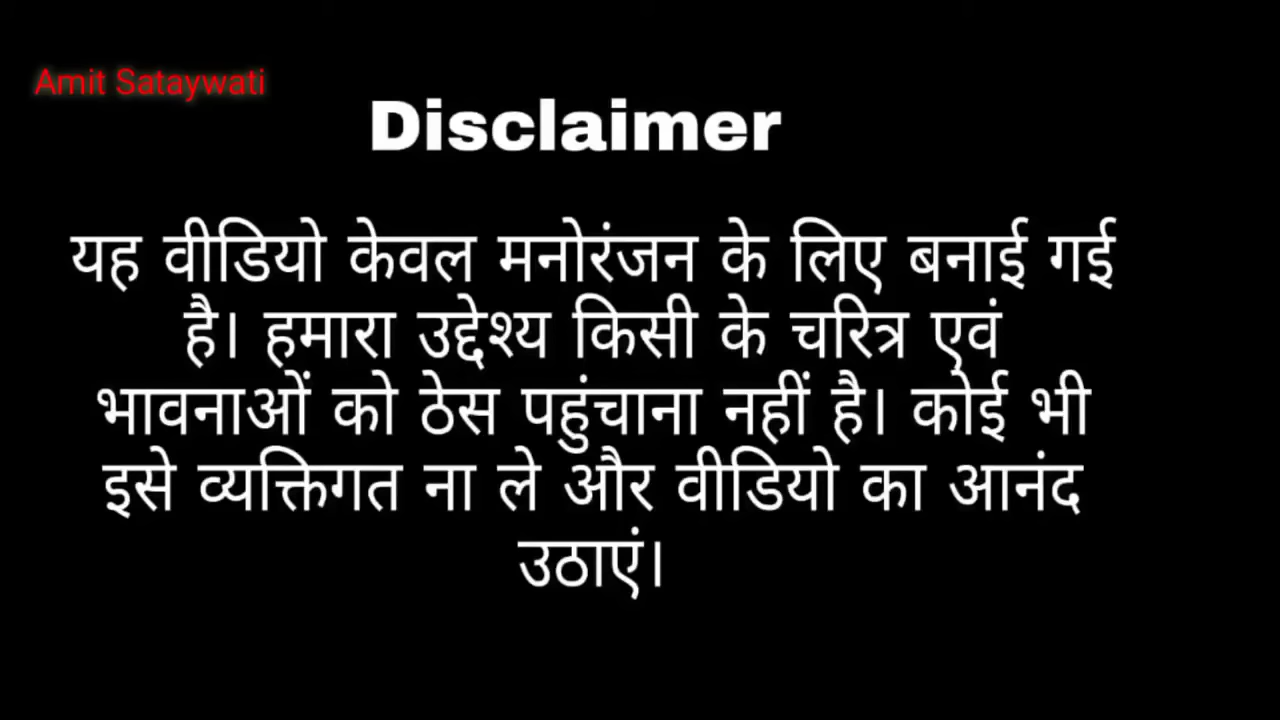 Amit Sataywati
Disclaimer
यह वीडियो केवल मनोरंजन के लिए बनाई गई
है। हमारा उद्देश्य किसी के चरित्र एवं
भावनाओं को ठेस पहुंचाना नहीं है। कोई भी
इसे व्यक्तिगत ना ले और वीडियो का आनंद
उठाएं।